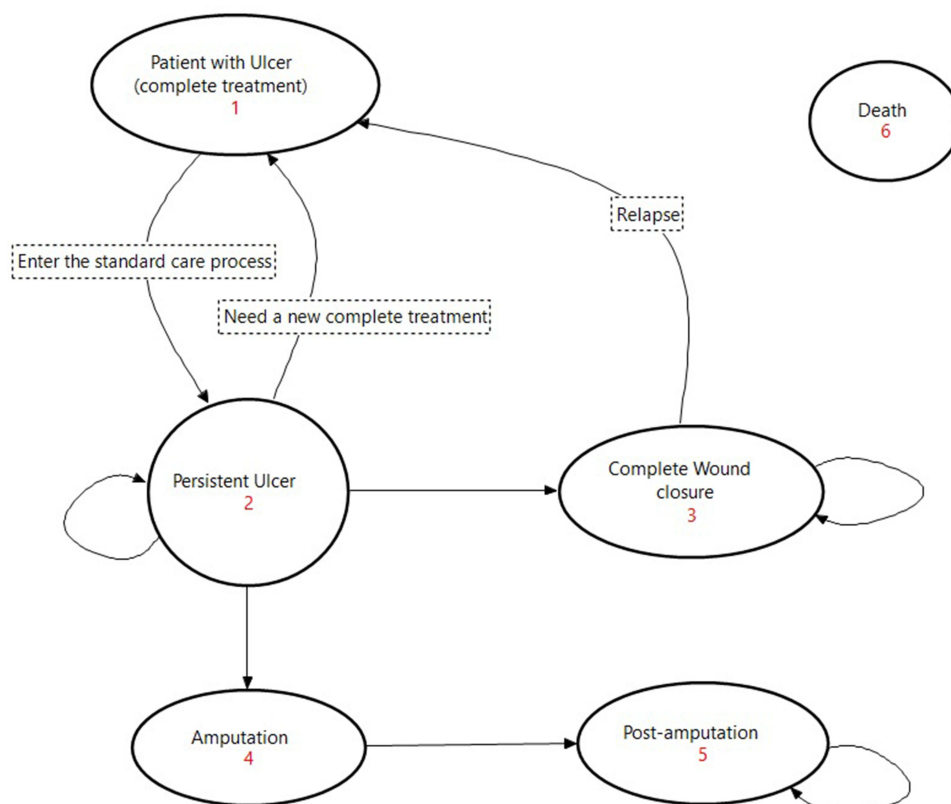 Patient with Ulcer
(complete treatment)
1
Death
6
Relapse
Enter the standard care process
Need a new complete treatment
Persistent Ulcer
2
Complete Wound
closure
3
Amputation
4
Post-amputation
5